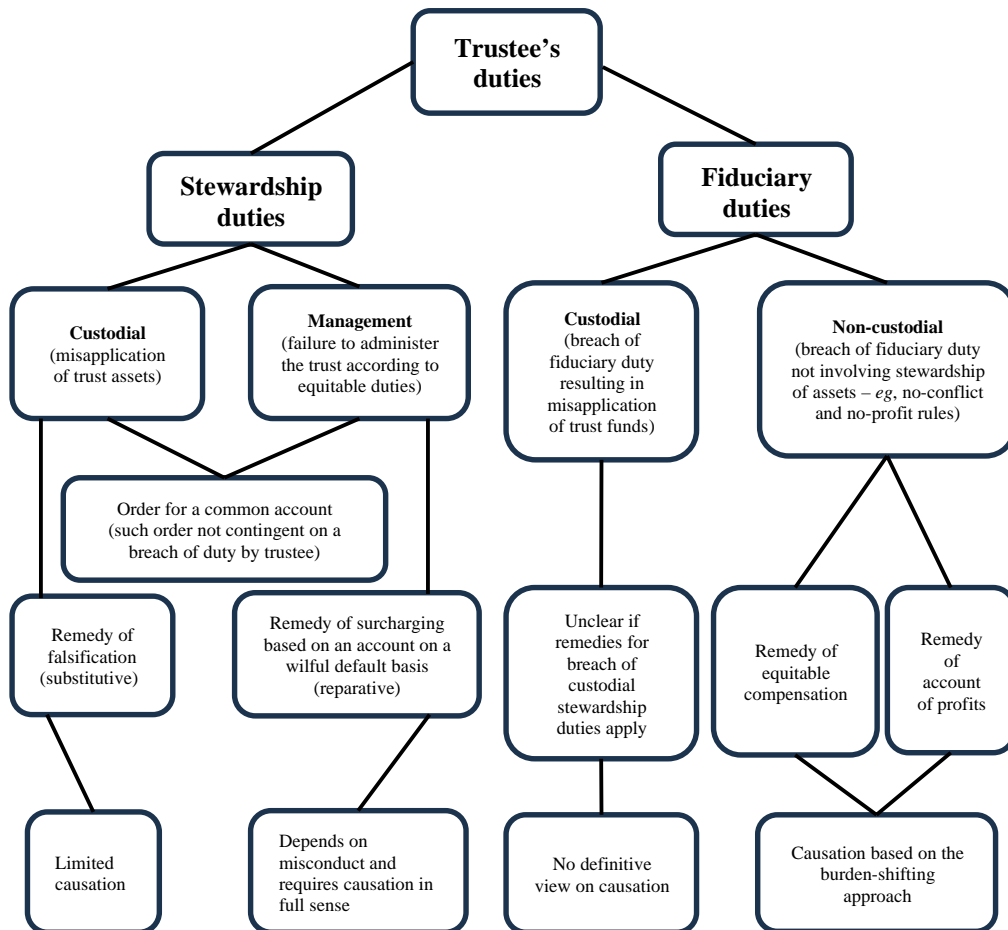 Trustee’s
duties
Stewardship
duties
Fiduciary
duties
Custodial
(misapplication
of trust assets)
Management
(failure to administer
the trust according to
equitable duties)
Custodial
(breach of
fiduciary duty
resulting in
misapplication
of trust funds)
Non-custodial
(breach of fiduciary duty
not involving stewardship
of assets – eg, no-conflict
and no-profit rules)
Order for a common account
(such order not contingent on a
breach of duty by trustee)
Remedy of
falsification
(substitutive)
Remedy of surcharging
based on an account on a
wilful default basis
(reparative)
Unclear if
remedies for
breach of
custodial
stewardship
duties apply
Remedy of
equitable
compensation
Remedy
of
account
of profits
Limited
causation
Depends on
misconduct and
requires causation in
full sense
No definitive
view on causation
Causation based on the
burden-shifting
approach